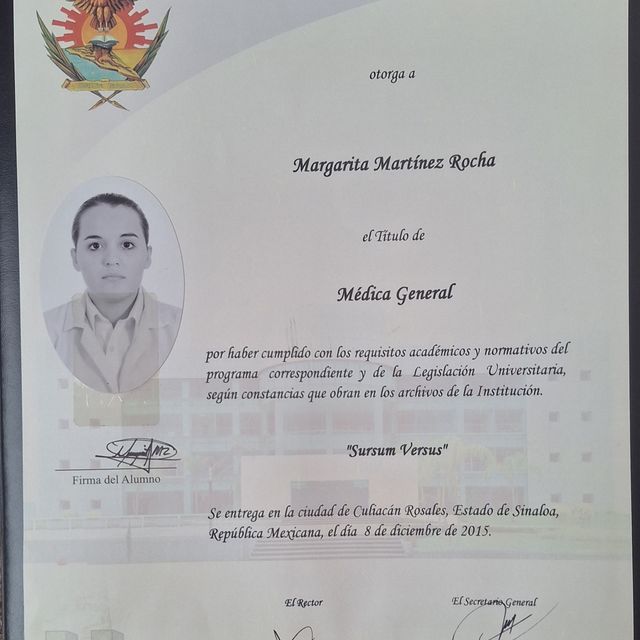 otorga a
Margarita Martínez Rocha
el Título de
Médica General
por haber cumplido con los requisitos académicos y normativos del
programa correspondiente y de la Legislación Universitaria,
según constancias que obran en los archivos de la Institución.
"Sursum Versus"
Firma del Alumno
Se entrega en la ciudad de Culiacán Rosales, Estado de Sinaloa,
República Mexicana, el día 8 de diciembre de 2015.
El Rector
El Secretario General